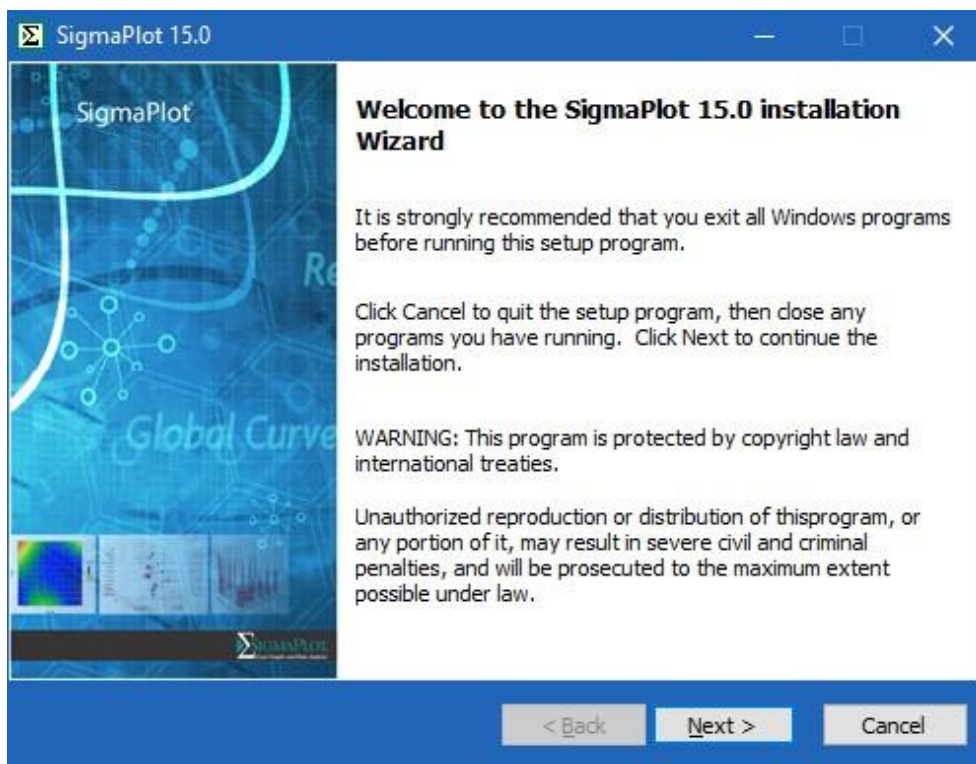 SigmaPlot 15.0
SigmaPlot
Re
Global Curve
SIGMAPLOT
Welcome to the SigmaPlot 15.0 installation
Wizard
It is strongly recommended that you exit all Windows programs
before running this setup program.
Click Cancel to quit the setup program, then close any
programs you have running.  Click Next to continue the
installation.
WARNING: This program is protected by copyright law and
international treaties.
Unauthorized reproduction or distribution of thisprogram, or
any portion of it, may result in severe civil and criminal
penalties, and will be prosecuted to the maximum extent
possible under law.
< Back
Next >
Cancel